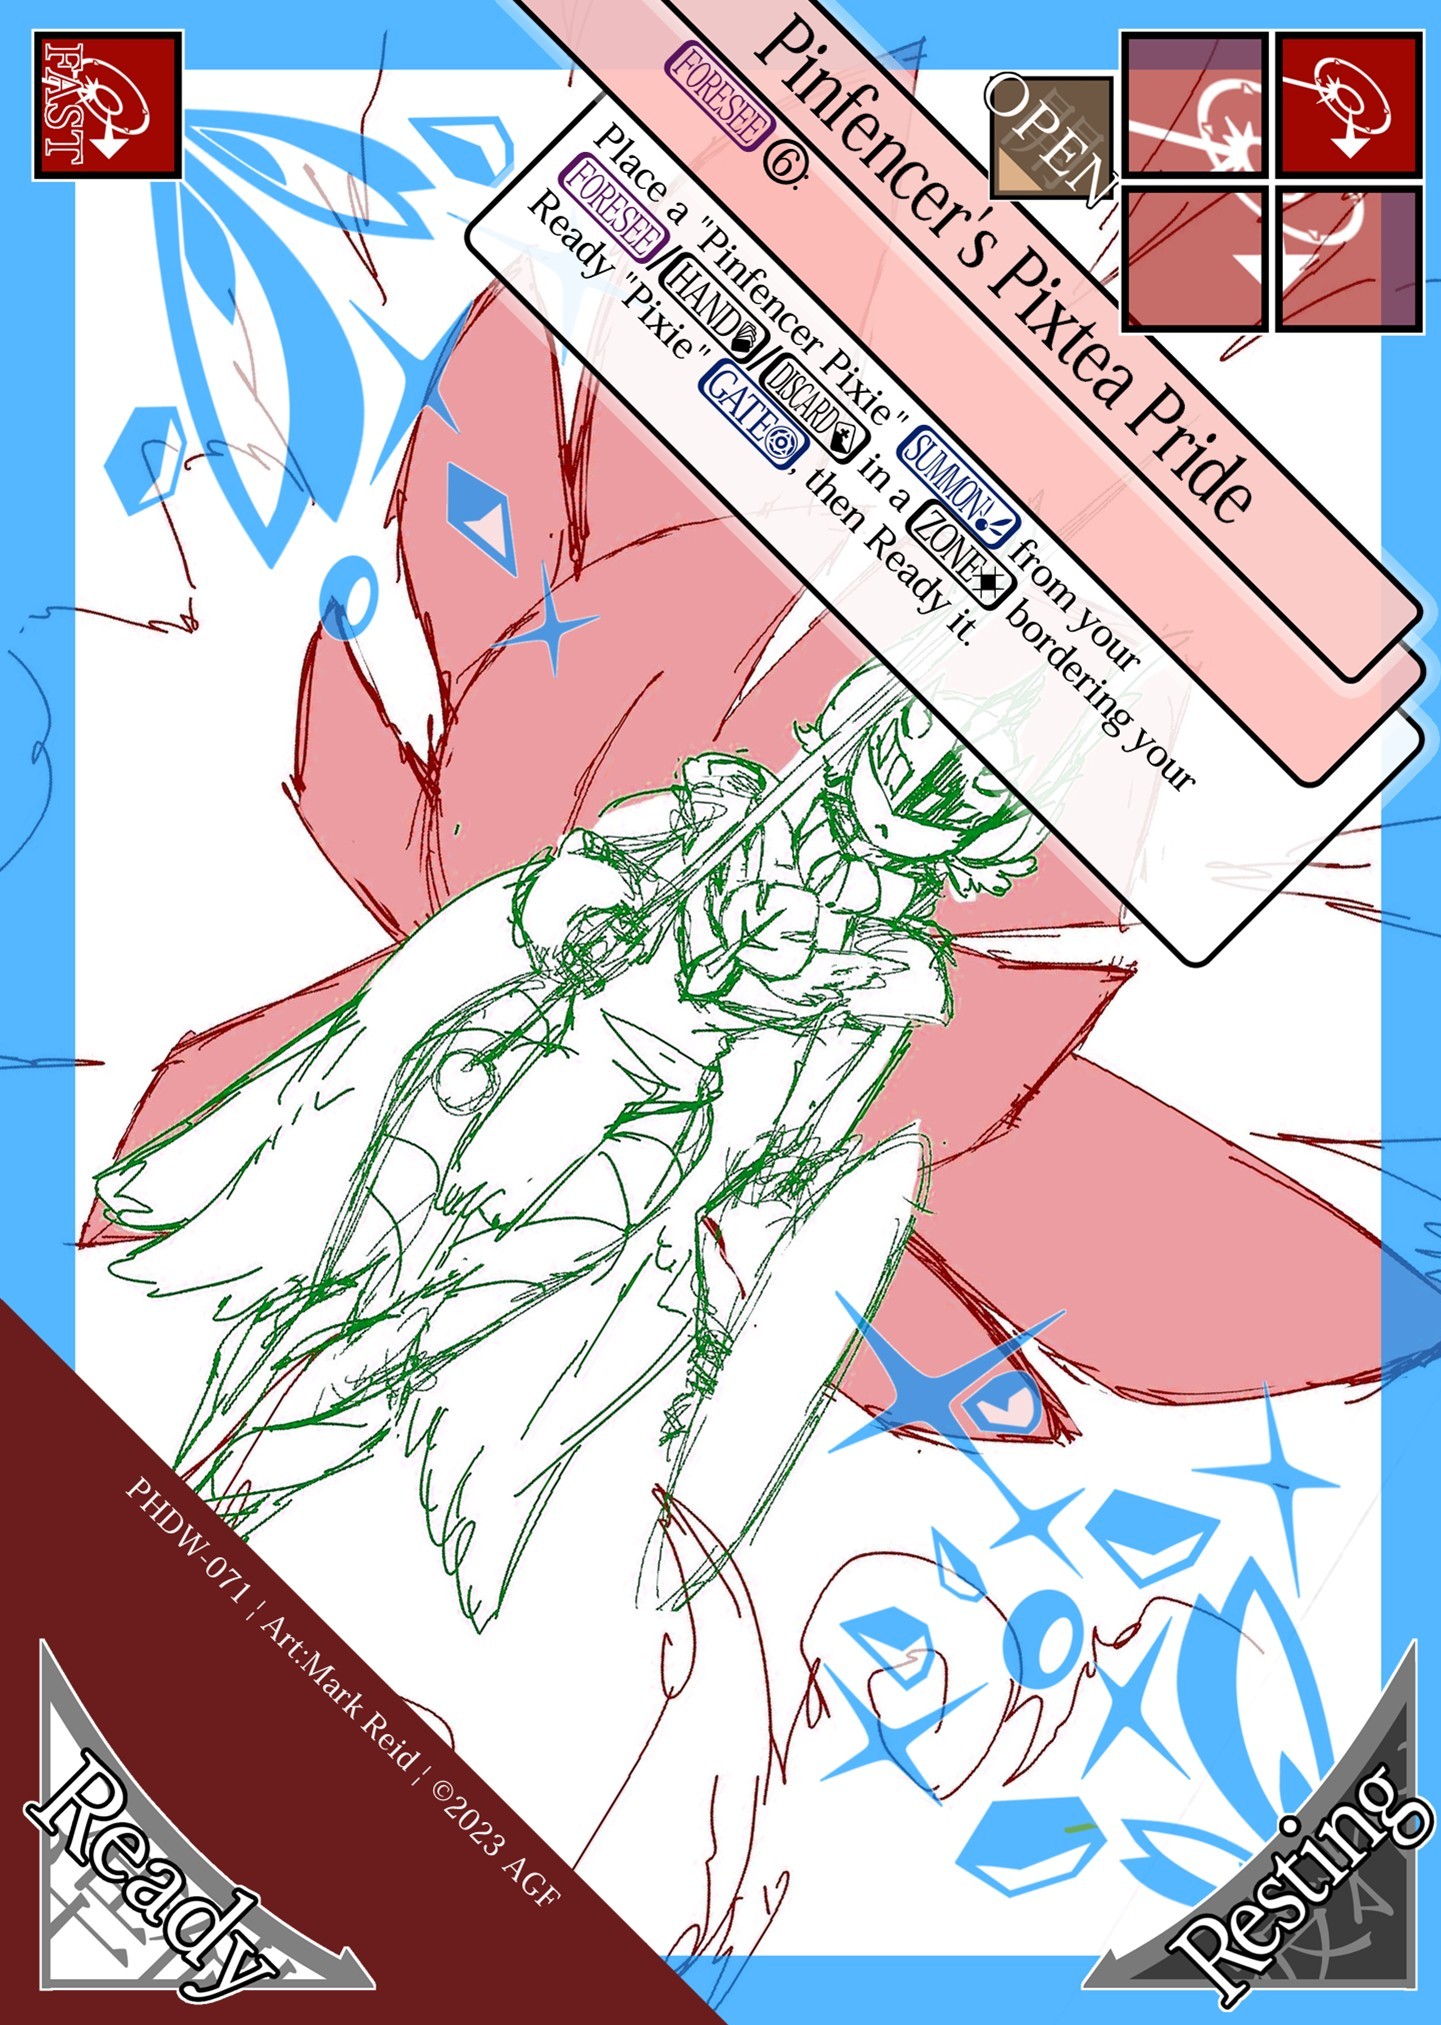 FAST
Pinfencer's Pixtea Pride
OPEN
FORESEE ⑥:
Place a "Pinfencer Pixie" SUMMON from your
FORESEE/HAND/DISCARD in a ZONE bordering your
Ready "Pixie" GATE, then Ready it.
PHDW-071 ¦ Art:Mark Reid ¦ ©2023 AGF
Ready
Resting